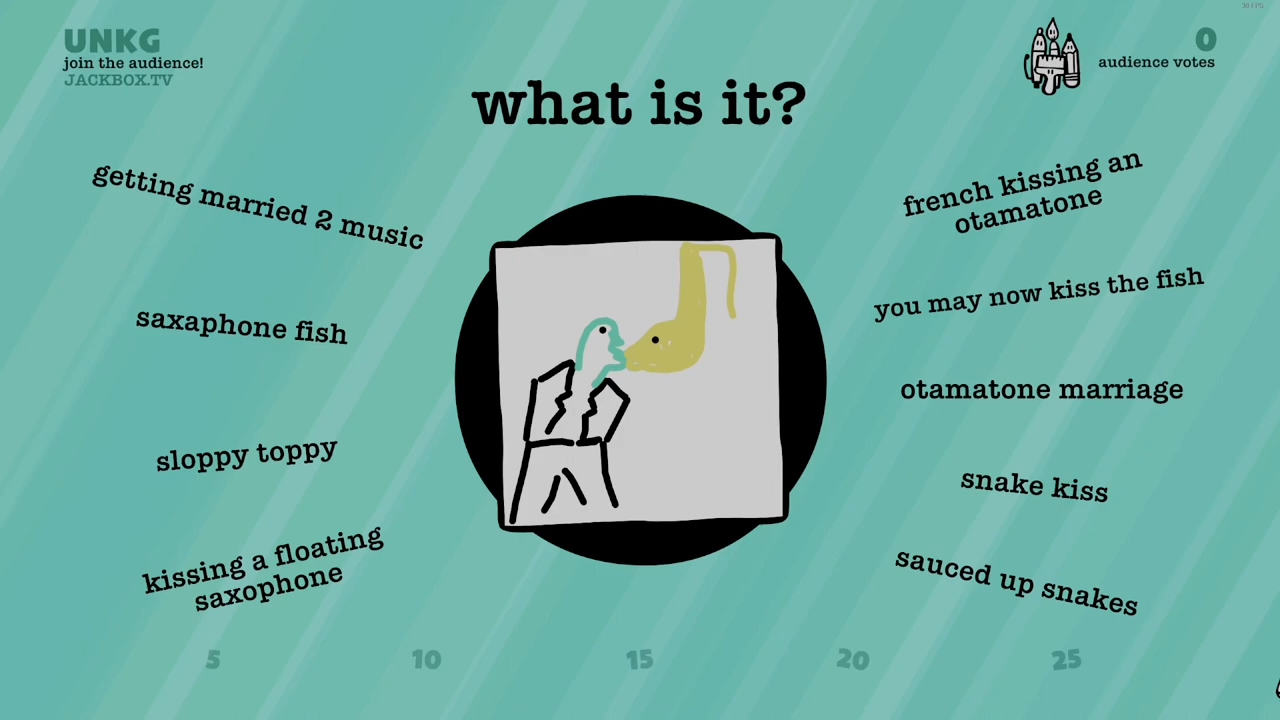 UNKG
join the audience!
JACKBOX.TV
0
audience votes
what is it?
getting married 2 music
saxaphone fish
sloppy toppy
kissing a floating
saxophone
french kissing an
otamatone
you may now kiss the fish
otamatone marriage
snake kiss
sauced up snakes
5 10 15 20 25